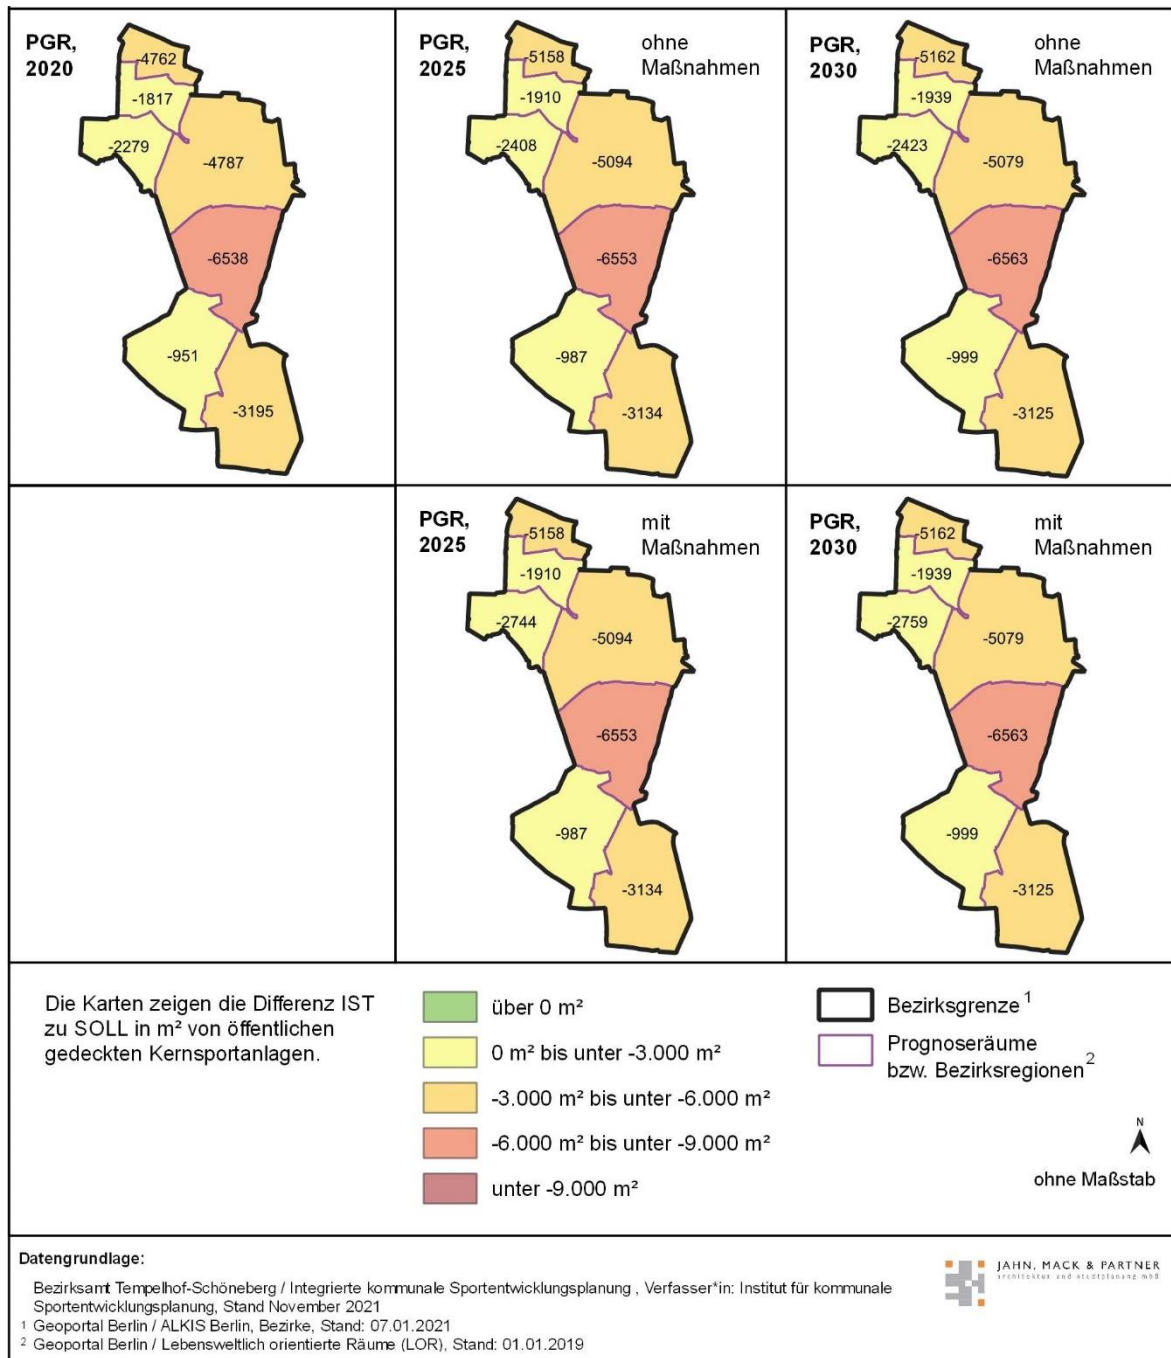 PGR,
2020
-4762
-1817
-2279
-4787
-6538
-951
-3195
PGR,
2025
ohne
Maßnahmen
-5158
-1910
-2408
-5094
-6553
-987
-3134
PGR,
2030
ohne
Maßnahmen
-5162
-1939
-2423
-5079
-6563
-999
-3125
PGR,
2025
mit
Maßnahmen
-5158
-1910
-2744
-5094
-6553
-987
-3134
PGR,
2030
mit
Maßnahmen
-5162
-1939
-2759
-5079
-6563
-999
-3125
Die Karten zeigen die Differenz IST
zu SOLL in m² von öffentlichen
gedeckten Kernsportanlagen.
über 0 m²
0 m² bis unter -3.000 m²
-3.000 m² bis unter -6.000 m²
-6.000 m² bis unter -9.000 m²
unter -9.000 m²
Bezirksgrenze 1
Prognoseräume
bzw. Bezirksregionen 2
N
ohne Maßstab
Datengrundlage:
Bezirksamt Tempelhof-Schöneberg / Integrierte kommunale Sportentwicklungsplanung , Verfasser*in: Institut für kommunale
Sportentwicklungsplanung, Stand November 2021
1 Geoportal Berlin / ALKIS Berlin, Bezirke, Stand: 07.01.2021
2 Geoportal Berlin / Lebensweltlich orientierte Räume (LOR), Stand: 01.01.2019
JAHN, MACK & PARTNER
architektur und stadtplanung mbB